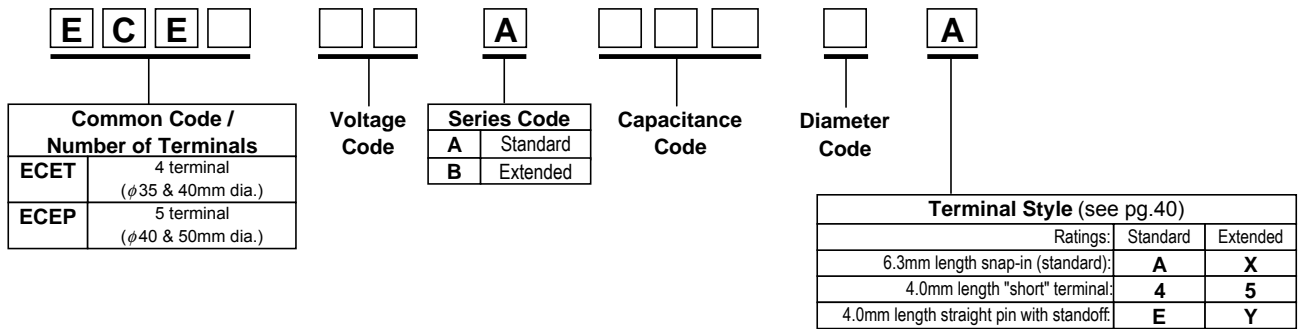 E C E A A
Common Code /
Number of Terminals
ECET 4 terminal
(ϕ35 & 40mm dia.)
ECEP 5 terminal
(ϕ40 & 50mm dia.)
Voltage
Code
Series Code
A Standard
B Extended
Capacitance
Code
Diameter
Code
Terminal Style (see pg.40)
Ratings: Standard Extended
6.3mm length snap-in (standard): A X
4.0mm length "short" terminal: 4 5
4.0mm length straight pin with standoff: E Y